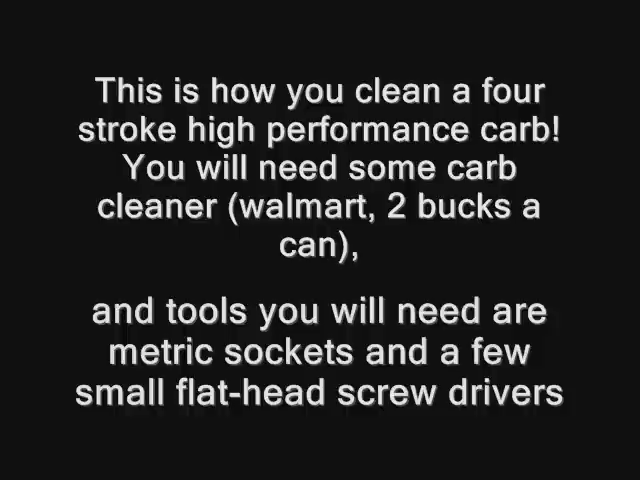 This is how you clean a four
stroke high performance carb!
You will need some carb
cleaner (walmart, 2 bucks a
can),
and tools you will need are
metric sockets and a few
small flat-head screw drivers